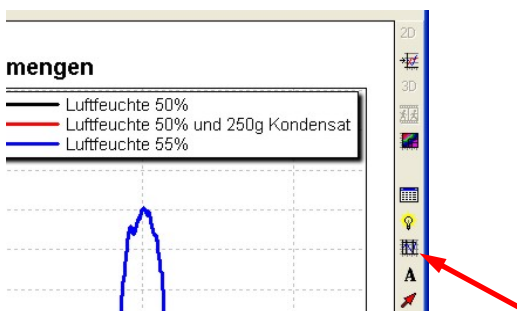 2D
mengen
3D
Luftfeuchte 50%
Luftfeuchte 50% und 250g Kondensat
Luftfeuchte 55%
A